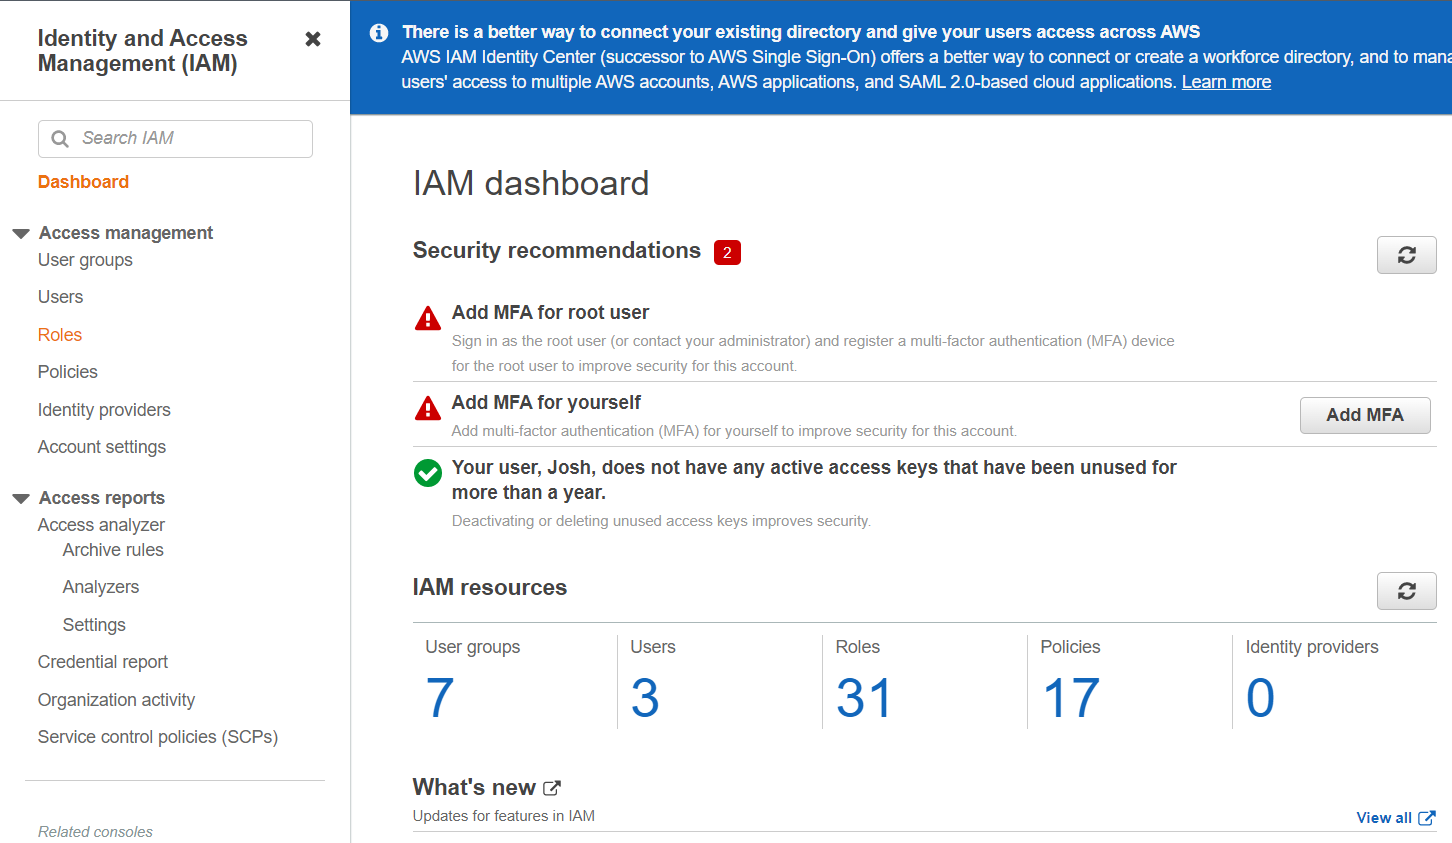 Identity and Access
Management (IAM)
Search IAM
Dashboard
Access management
User groups
Users
Roles
Policies
Identity providers
Account settings
Access reports
Access analyzer
Archive rules
Analyzers
Settings
Credential report
Organization activity
Service control policies (SCPs)
Related consoles
There is a better way to connect your existing directory and give your users access across AWS
AWS IAM Identity Center (successor to AWS Single Sign-On) offers a better way to connect or create a workforce directory, and to mana
users' access to multiple AWS accounts, AWS applications, and SAML 2.0-based cloud applications. Learn more
IAM dashboard
Security recommendations 2
Add MFA for root user
Sign in as the root user (or contact your administrator) and register a multi-factor authentication (MFA) device
for the root user to improve security for this account.
Add MFA for yourself
Add multi-factor authentication (MFA) for yourself to improve security for this account.
Add MFA
Your user, Josh, does not have any active access keys that have been unused for
more than a year.
Deactivating or deleting unused access keys improves security.
IAM resources
User groups
7
Users
3
Roles
31
Policies
17
Identity providers
0
What's new
Updates for features in IAM
View all